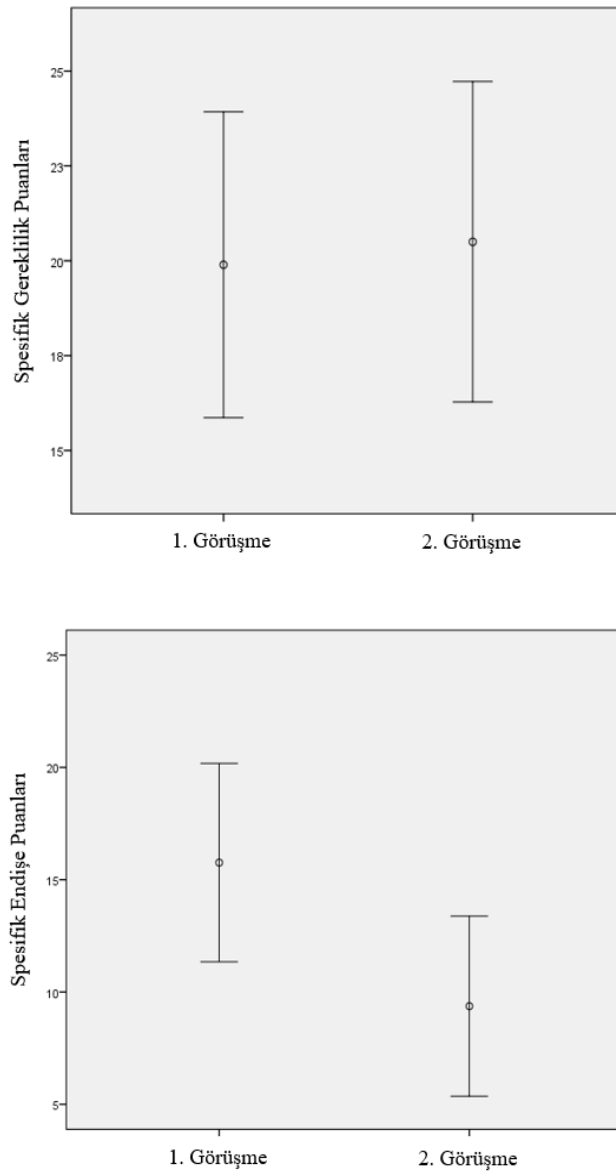 Spesifik Gereklilik Puanları
25
23
20
18
15
1. Görüşme
2. Görüşme
Spesifik Endişe Puanları
25
20
15
10
5
1. Görüşme
2. Görüşme